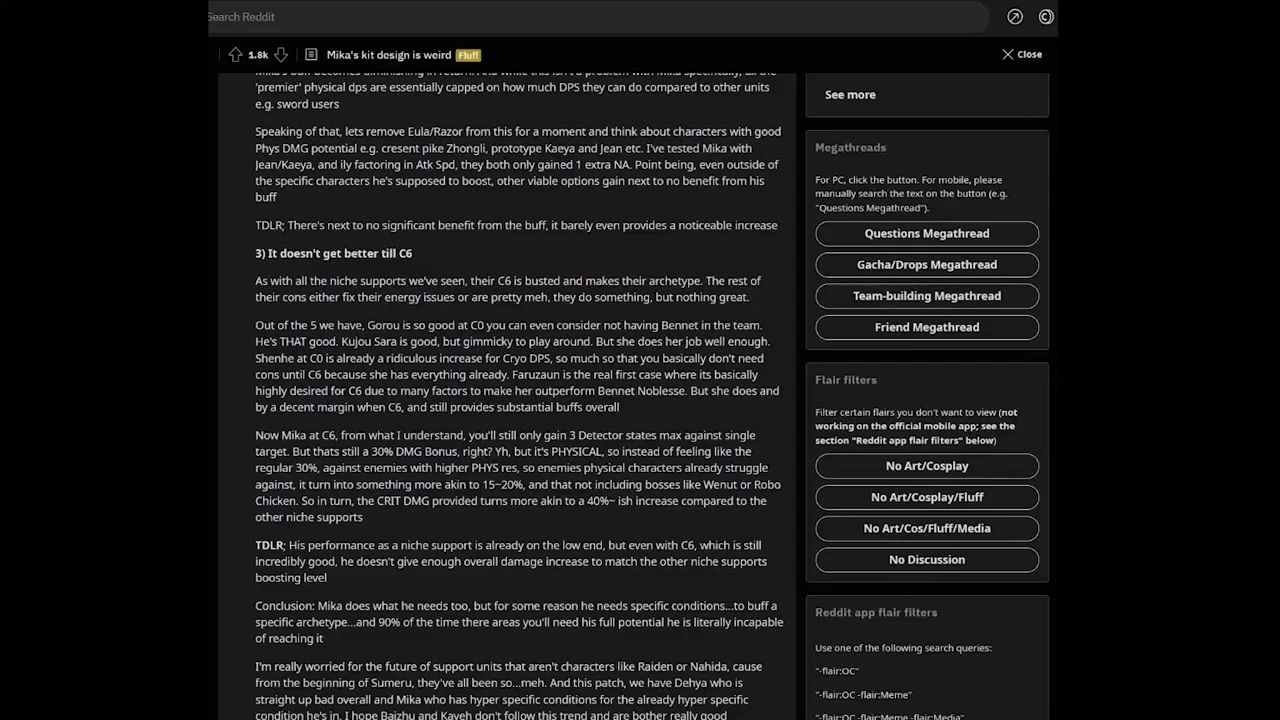 Search Reddit
1.8k
Mika's kit design is weird
Fluff
Close
Mika's buff becomes diminishing in return. And while this isn't a problem with Mika specifically, all the
'premier' physical dps are essentially capped on how much DPS they can do compared to other units
e.g. sword users
Speaking of that, lets remove Eula/Razor from this for a moment and think about characters with good
Phys DMG potential e.g. cresent pike Zhongli, prototype Kaeya and Jean etc. I've tested Mika with
Jean/Kaeya, and ily factoring in Atk Spd, they both only gained 1 extra NA. Point being, even outside of
the specific characters he's supposed to boost, other viable options gain next to no benefit from his
buff
TDLR; There's next to no significant benefit from the buff, it barely even provides a noticeable increase
3) It doesn't get better till C6
As with all the niche supports we've seen, their C6 is busted and makes their archetype. The rest of
their cons either fix their energy issues or are pretty meh, they do something, but nothing great.
Out of the 5 we have, Gorou is so good at C0 you can even consider not having Bennet in the team.
He's THAT good. Kujou Sara is good, but gimmicky to play around. But she does her job well enough.
Shenhe at C0 is already a ridiculous increase for Cryo DPS, so much so that you basically don't need
cons until C6 because she has everything already. Faruzaun is the real first case where its basically
highly desired for C6 due to many factors to make her outperform Bennet Noblesse. But she does and
by a decent margin when C6, and still provides substantial buffs overall
Now Mika at C6, from what I understand, you'll still only gain 3 Detector states max against single
target. But thats still a 30% DMG Bonus, right? Yh, but it's PHYSICAL, so instead of feeling like the
regular 30%, against enemies with higher PHYS res, so enemies physical characters already struggle
against, it turn into something more akin to 15~20%, and that not including bosses like Wenut or Robo
Chicken. So in turn, the CRIT DMG provided turns more akin to a 40%~ ish increase compared to the
other niche supports
TDLR; His performance as a niche support is already on the low end, but even with C6, which is still
incredibly good, he doesn't give enough overall damage increase to match the other niche supports
boosting level
Conclusion: Mika does what he needs too, but for some reason he needs specific conditions...to buff a
specific archetype...and 90% of the time there areas you'll need his full potential he is literally incapable
of reaching it
I'm really worried for the future of support units that aren't characters like Raiden or Nahida, cause
from the beginning of Sumeru, they've all been so...meh. And this patch, we have Dehya who is
straight up bad overall and Mika who has hyper specific conditions for the already hyper specific
condition he's in. I hope Baizhu and Kaveh don't follow this trend and are bother really good
See more
Megathreads
For PC, click the button. For mobile, please
manually search the text on the button (e.g.
"Questions Megathread").
Questions Megathread
Gacha/Drops Megathread
Team-building Megathread
Friend Megathread
Flair filters
Filter certain flairs you don't want to view (not
working on the official mobile app; see the
section "Reddit app flair filters" below)
No Art/Cosplay
No Art/Cosplay/Fluff
No Art/Cos/Fluff/Media
No Discussion
Reddit app flair filters
Use one of the following search queries:
"-flair:OC"
"-flair:OC -flair:Meme"
"-flair:OC -flair:Meme -flair:Media"